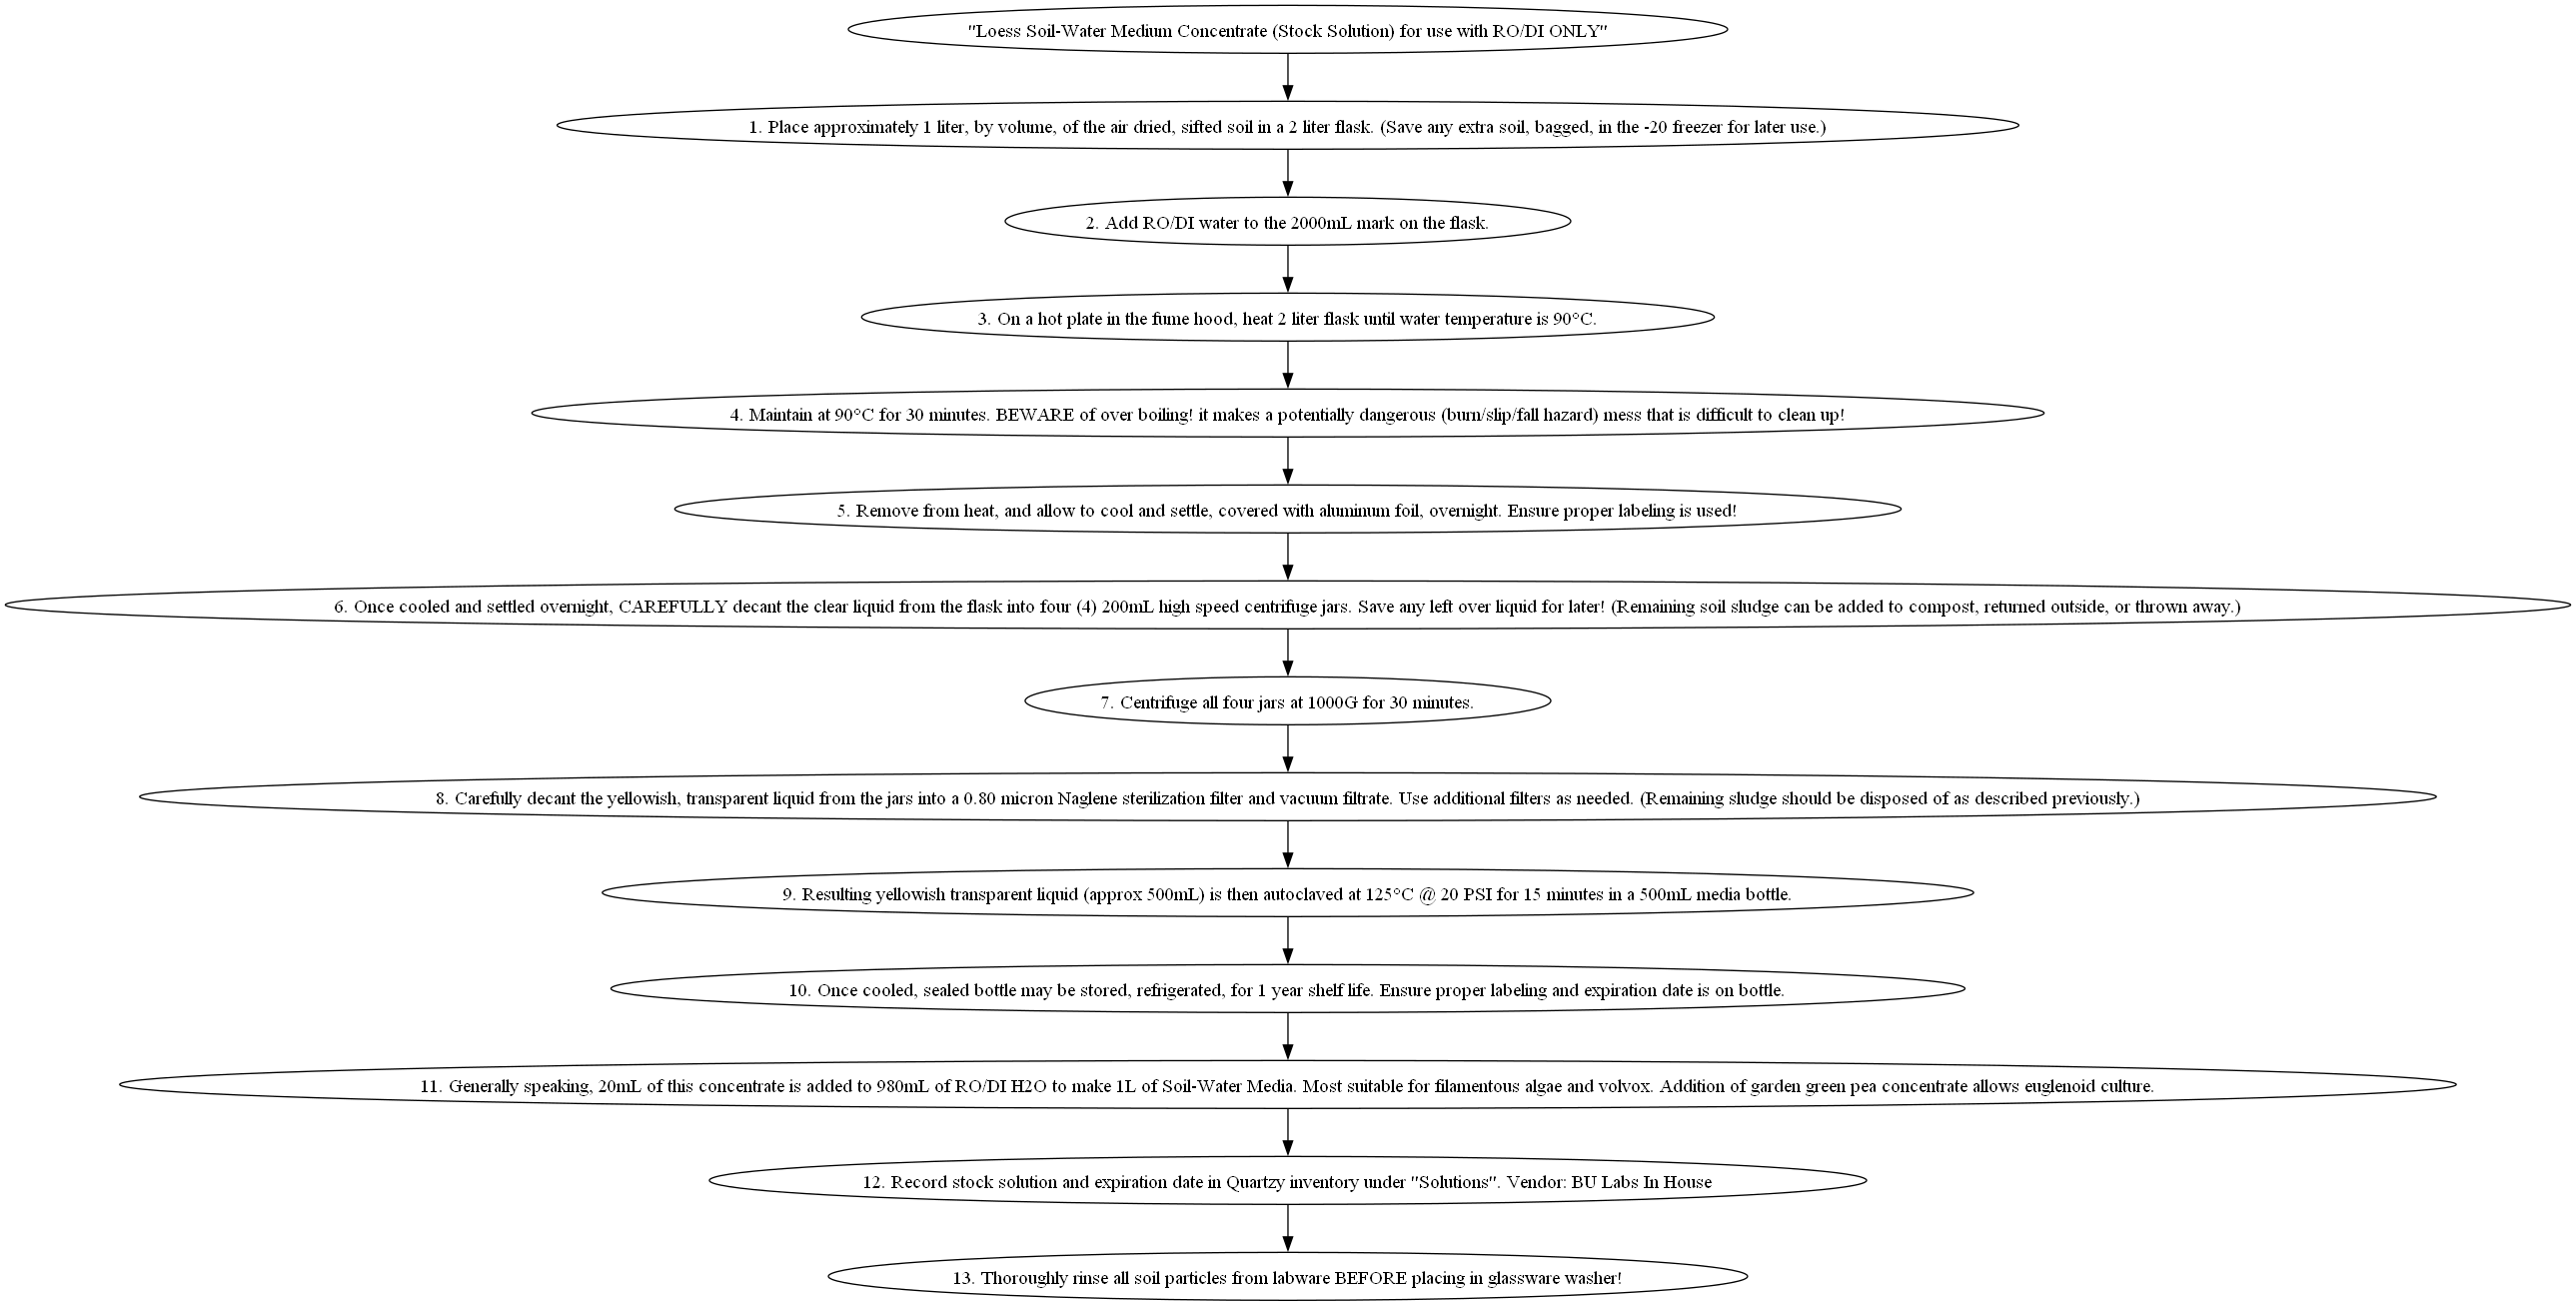 "Loess Soil-Water Medium Concentrate (Stock Solution) for use with RO/DI ONLY"
1. Place approximately 1 liter, by volume, of the air dried, sifted soil in a 2 liter flask. (Save any extra soil, bagged, in the -20 freezer for later use.)
2. Add RO/DI water to the 2000mL mark on the flask.
3. On a hot plate in the fume hood, heat 2 liter flask until water temperature is 90°C.
4. Maintain at 90°C for 30 minutes. BEWARE of over boiling! it makes a potentially dangerous (burn/slip/fall hazard) mess that is difficult to clean up!
5. Remove from heat, and allow to cool and settle, covered with aluminum foil, overnight. Ensure proper labeling is used!
6. Once cooled and settled overnight, CAREFULLY decant the clear liquid from the flask into four (4) 200mL high speed centrifuge jars. Save any left over liquid for later! (Remaining soil sludge can be added to compost, returned outside, or thrown away.)
7. Centrifuge all four jars at 1000G for 30 minutes.
8. Carefully decant the yellowish, transparent liquid from the jars into a 0.80 micron Naglene sterilization filter and vacuum filtrate. Use additional filters as needed. (Remaining sludge should be disposed of as described previously.)
9. Resulting yellowish transparent liquid (approx 500mL) is then autoclaved at 125°C @ 20 PSI for 15 minutes in a 500mL media bottle.
10. Once cooled, sealed bottle may be stored, refrigerated, for 1 year shelf life. Ensure proper labeling and expiration date is on bottle.
11. Generally speaking, 20mL of this concentrate is added to 980mL of RO/DI H2O to make 1L of Soil-Water Media. Most suitable for filamentous algae and volvox. Addition of garden green pea concentrate allows euglenoid culture.
12. Record stock solution and expiration date in Quartzy inventory under "Solutions". Vendor: BU Labs In House
13. Thoroughly rinse all soil particles from labware BEFORE placing in glassware washer!